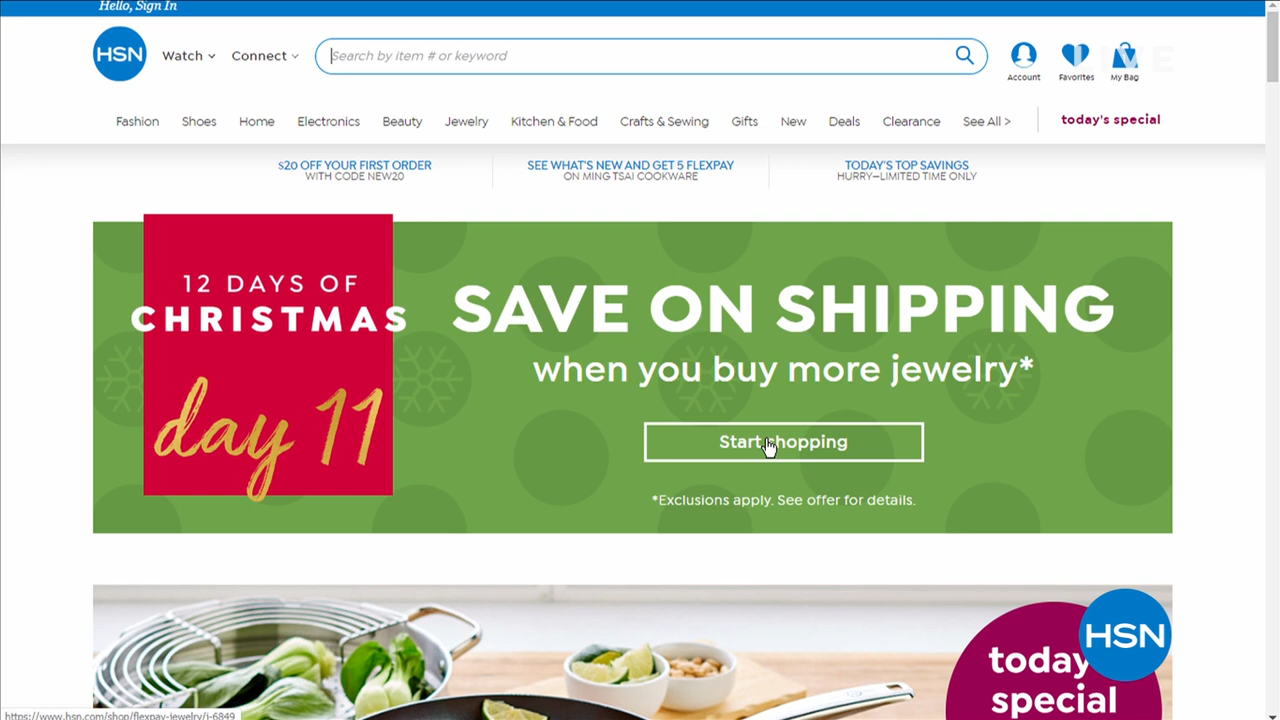 Hello, Sign In
HSN
Watch
Connect
Search by item # or keyword
Account
Favorites
My Bag
LIVE
Fashion
Shoes
Home
Electronics
Beauty
Jewelry
Kitchen & Food
Crafts & Sewing
Gifts
New
Deals
Clearance
See All >
today's special
$20 OFF YOUR FIRST ORDER
WITH CODE NEW20
SEE WHAT'S NEW AND GET 5 FLEXPAY
ON MING TSAI COOKWARE
TODAY'S TOP SAVINGS
HURRY—LIMITED TIME ONLY
12 DAYS OF
CHRISTMAS
day 11
SAVE ON SHIPPING
when you buy more jewelry*
Start shopping
*Exclusions apply. See offer for details.
today
special
HSN
https://www.hsn.com/shop/flexpay-jewelry/j-6849